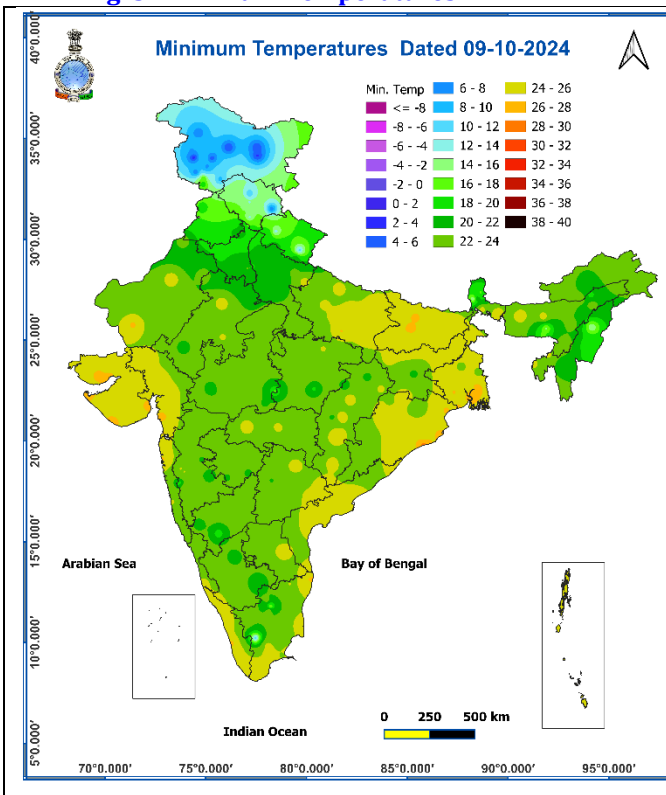 Minimum Temperatures Dated 09-10-2024
Min. Temp
<= -8
-8 - -6
-6 - -4
-4 - -2
-2 - 0
0 - 2
2 - 4
4 - 6
6 - 8
8 - 10
10 - 12
12 - 14
14 - 16
16 - 18
18 - 20
20 - 22
22 - 24
24 - 26
26 - 28
28 - 30
30 - 32
32 - 34
34 - 36
36 - 38
38 - 40
40°0.000'
35°0.000'
30°0.000'
25°0.000'
20°0.000'
15°0.000'
10°0.000'
5°0.000'
Arabian Sea
Bay of Bengal
Indian Ocean
0 250 500 km
70°0.000' 75°0.000' 80°0.000' 85°0.000' 90°0.000' 95°0.000'